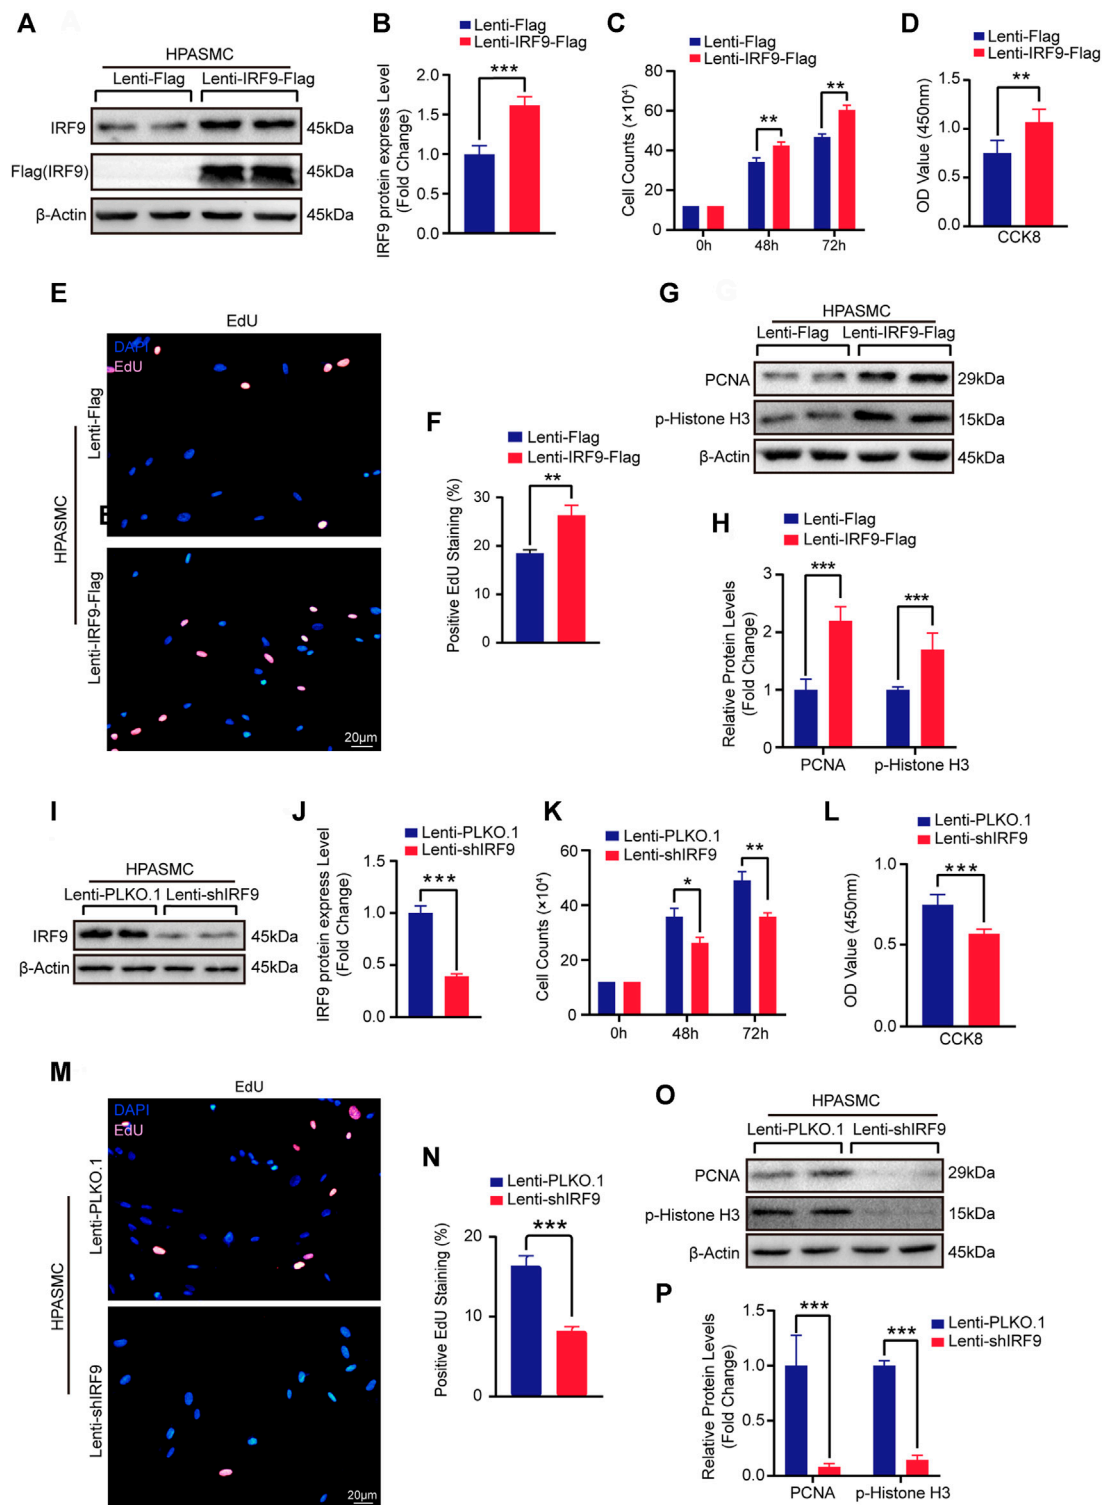 A
HPASMC
Lenti-Flag Lenti-IRF9-Flag
IRF9 45kDa
Flag(IRF9) 45kDa
β-Actin 45kDa
B
Lenti-Flag
Lenti-IRF9-Flag
IRF9 protein express Level
(Fold Change)
2.0
1.5
1.0
0.5
0.0
***
C
Lenti-Flag
Lenti-IRF9-Flag
Cell Counts (×10⁴)
80
60
40
20
0
** **
0h 48h 72h
D
Lenti-Flag
Lenti-IRF9-Flag
OD Value (450nm)
1.5
1.0
0.5
0.0
**
CCK8
E
EdU
DAPI
EdU
HPASMC
Lenti-Flag
Lenti-IRF9-Flag
20μm
F
Lenti-Flag
Lenti-IRF9-Flag
Positive EdU Staining (%)
30
20
10
0
**
G
HPASMC
Lenti-Flag Lenti-IRF9-Flag
PCNA 29kDa
p-Histone H3 15kDa
β-Actin 45kDa
H
Lenti-Flag
Lenti-IRF9-Flag
Relative Protein Levels
(Fold Change)
3
2
1
0
*** ***
PCNA p-Histone H3
I
HPASMC
Lenti-PLKO.1 Lenti-shIRF9
IRF9 45kDa
β-Actin 45kDa
J
Lenti-PLKO.1
Lenti-shIRF9
IRF9 protein express Level
(Fold Change)
1.5
1.0
0.5
0.0
***
K
Lenti-PLKO.1
Lenti-shIRF9
Cell Counts (×10⁴)
60
40
20
0
* **
0h 48h 72h
L
Lenti-PLKO.1
Lenti-shIRF9
OD Value (450nm)
1.0
0.5
0.0
***
CCK8
M
EdU
DAPI
EdU
HPASMC
Lenti-PLKO.1
Lenti-shIRF9
20μm
N
Lenti-PLKO.1
Lenti-shIRF9
Positive EdU Staining (%)
20
10
0
***
O
HPASMC
Lenti-PLKO.1 Lenti-shIRF9
PCNA 29kDa
p-Histone H3 15kDa
β-Actin 45kDa
P
Lenti-PLKO.1
Lenti-shIRF9
Relative Protein Levels
(Fold Change)
1.5
1.0
0.5
0.0
*** ***
PCNA p-Histone H3